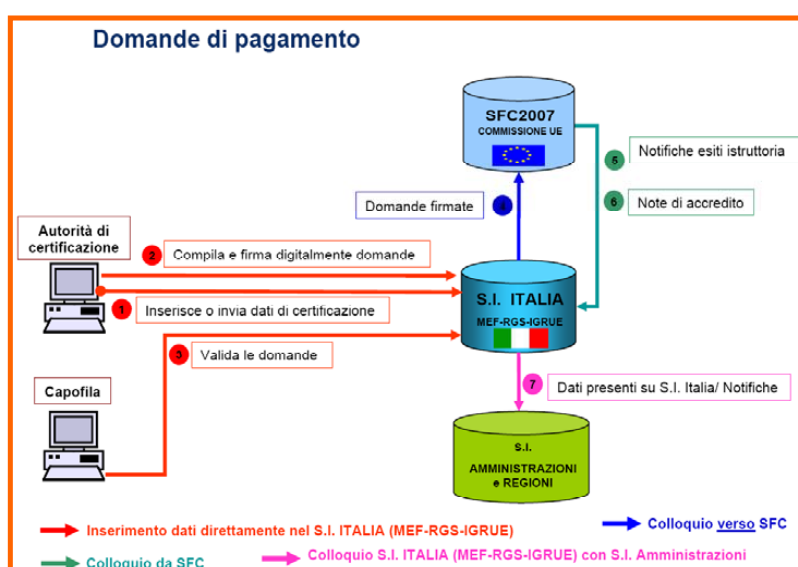 Domande di pagamento
SFC2007
COMMISSIONE UE
5
Notifiche esiti istruttoria
6
Note di accredito
Domande firmate
4
Autorità di
certificazione
2
Compila e firma digitalmente domande
1
Inserisce o invia dati di certificazione
S.I. ITALIA
MEF-RGS-IGRUE
3
Valida le domande
Capofila
7
Dati presenti su S.I. Italia/ Notifiche
S.I.
AMMINISTRAZIONI
e REGIONI
Inserimento dati direttamente nel S.I. ITALIA (MEF-RGS-IGRUE)
Colloquio verso SFC
Colloquio da SFC
Colloquio S.I. ITALIA (MEF-RGS-IGRUE) con S.I. Amministrazioni